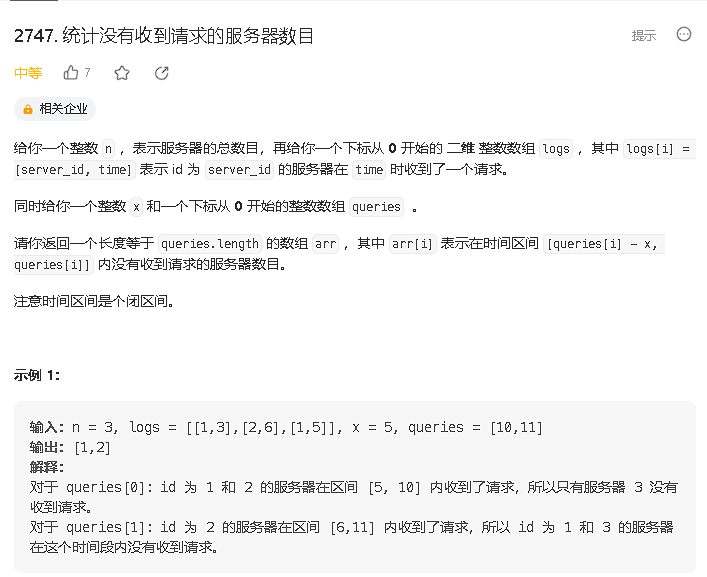 2747. 统计没有收到请求的服务器数目
提示
中等 7
相关企业
给你一个整数 n ，表示服务器的总数目，再给你一个下标从 0 开始的 二维 整数数组 logs ，其中 logs[i] =
[server_id, time] 表示 id 为 server_id 的服务器在 time 时收到了一个请求。
同时给你一个整数 x 和一个下标从 0 开始的整数数组 queries 。
请你返回一个长度等于 queries.length 的数组 arr ，其中 arr[i] 表示在时间区间 [queries[i] - x,
queries[i]] 内没有收到请求的服务器数目。
注意时间区间是个闭区间。
示例 1：
输入：n = 3, logs = [[1,3],[2,6],[1,5]], x = 5, queries = [10,11]
输出：[1,2]
解释：
对于 queries[0]：id 为 1 和 2 的服务器在区间 [5, 10] 内收到了请求，所以只有服务器 3 没有
收到请求。
对于 queries[1]：id 为 2 的服务器在区间 [6,11] 内收到了请求，所以 id 为 1 和 3 的服务器
在这个时间段内没有收到请求。